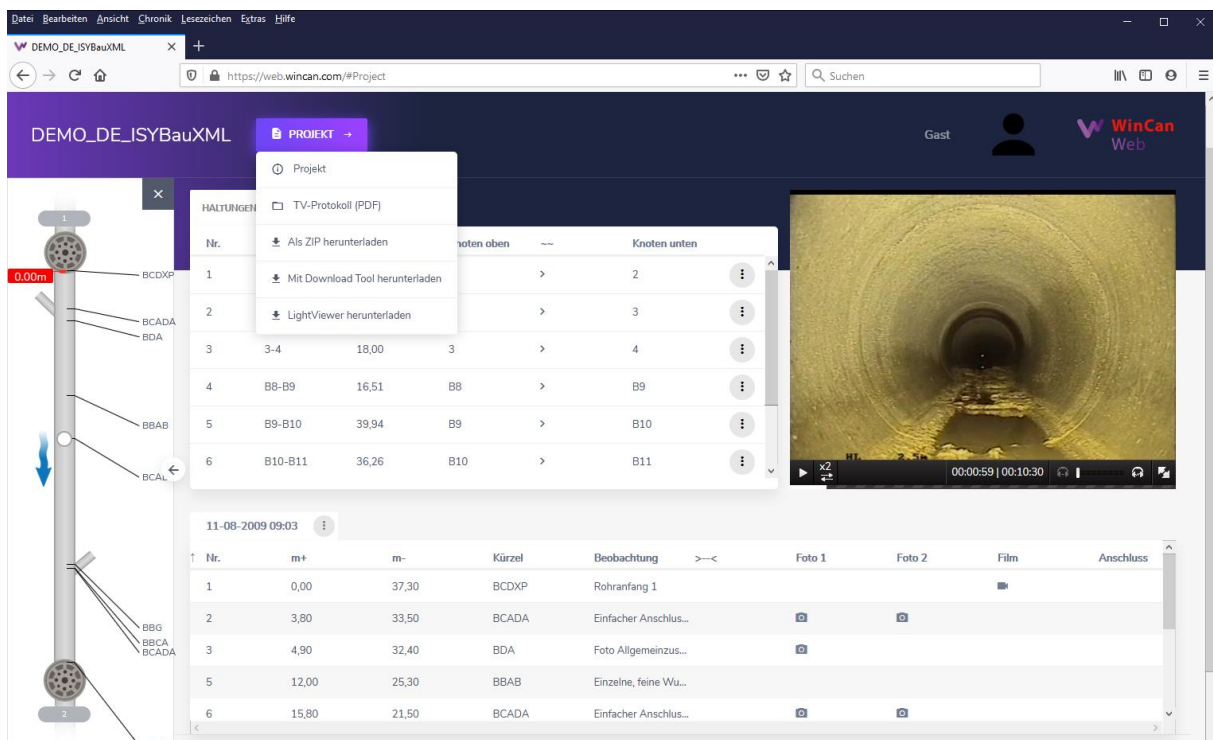 Datei Bearbeiten Ansicht Chronik Lesezeichen Extras Hilfe
DEMO_DE_ISYBauXML
https://web.wincan.com/#Project
Suchen
DEMO_DE_ISYBauXML
PROJEKT →
Gast
WinCan
Web
Projekt
TV-Protokoll (PDF)
Als ZIP herunterladen
Mit Download Tool herunterladen
LightViewer herunterladen
1
0.00m
BCDXP
BCADA
BDA
BBAB
BBG
BBCA
BCADA
2
HALTUNGEN
Nr. noten oben ~~ Knoten unten
1 > 2
2 > 3
3 3-4 18,00 3 > 4
4 B8-B9 16,51 B8 > B9
5 B9-B10 39,94 B9 > B10
6 B10-B11 36,26 B10 > B11
HL 2.5m
x2
00:00:59 | 00:10:30
11-08-2009 09:03
↑ Nr. m+ m- Kürzel Beobachtung >---< Foto 1 Foto 2 Film Anschluss
1 0,00 37,30 BCDXP Rohranfang 1
2 3,80 33,50 BCADA Einfacher Anschlus...
3 4,90 32,40 BDA Foto Allgemeinzus...
5 12,00 25,30 BBAB Einzelne, feine Wu...
6 15,80 21,50 BCADA Einfacher Anschlus...